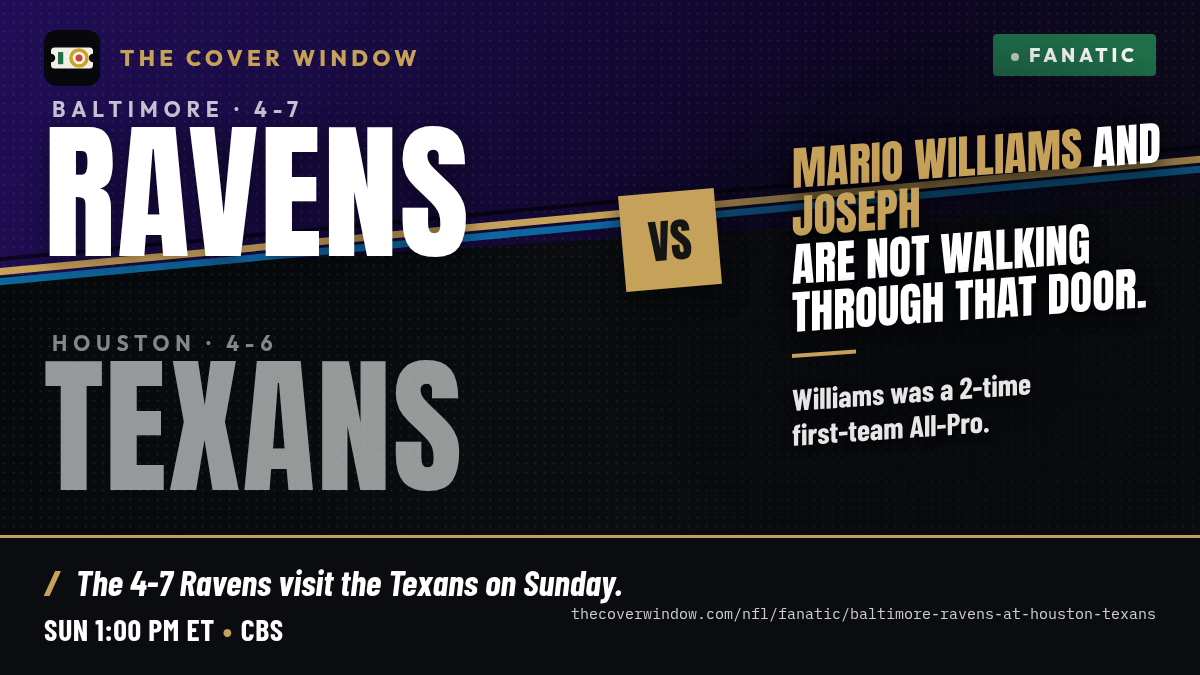 THE COVER WINDOW
FANATIC
BALTIMORE · 4-7
RAVENS
VS
HOUSTON · 4-6
TEXANS
MARIO WILLIAMS AND
JOSEPH
ARE NOT WALKING
THROUGH THAT DOOR.
Williams was a 2-time
first-team All-Pro.
/ The 4-7 Ravens visit the Texans on Sunday.
SUN 1:00 PM ET • CBS
thecoverwindow.com/nfl/fanatic/baltimore-ravens-at-houston-texans